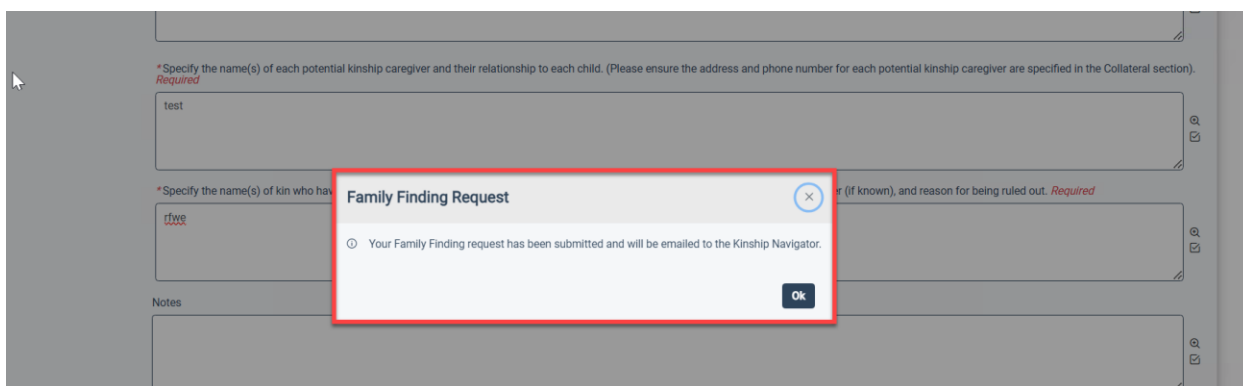 *Specify the name(s) of each potential kinship caregiver and their relationship to each child. (Please ensure the address and phone number for each potential kinship caregiver are specified in the Collateral section).
Required
test
*Specify the name(s) of kin who hav
r (if known), and reason for being ruled out. Required
Family Finding Request
rfwe
Your Family Finding request has been submitted and will be emailed to the Kinship Navigator.
Ok
Notes